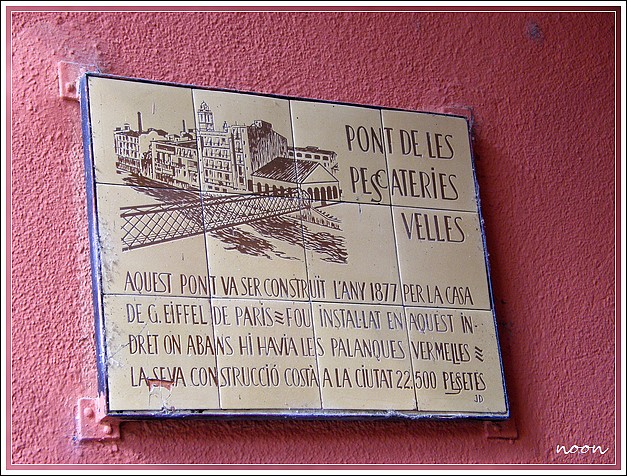 PONT DE LES
PESCATERIES
VELLES
AQUEST PONT VA SER CONSTRUÏT L'ANY 1877 PER LA CASA
DE G. EIFFEL DE PARÍS ≈ FOU INSTAL·LAT EN AQUEST IN-
DRET ON ABANS HI HAVIA LES PALANQUES VERMELLES ≈
LA SEVA CONSTRUCCIÓ COSTÀ A LA CIUTAT 22.500 PESSETES
JD
noon